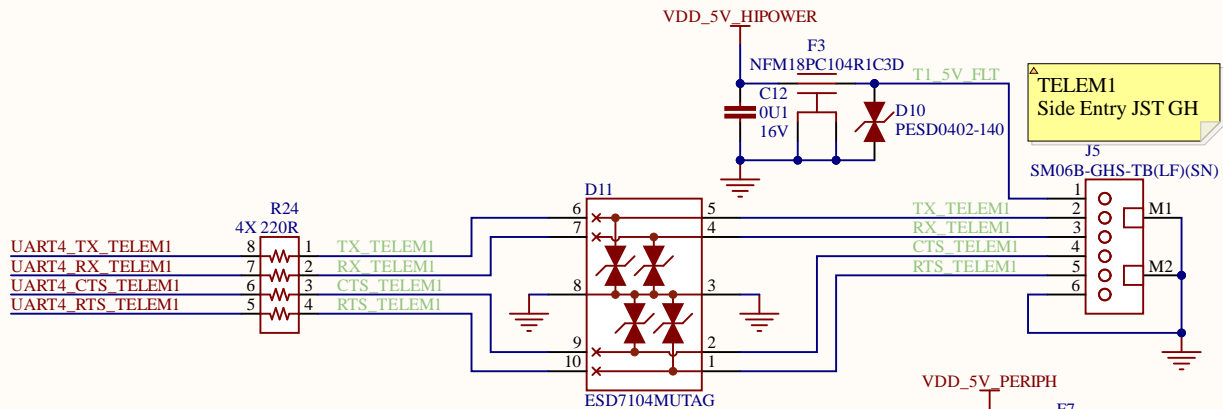 VDD_5V_HIPOWER
F3
NFM18PC104R1C3D
T1_5V_FLT
C12
0U1
16V
D10
PESD0402-140
TELEM1
Side Entry JST GH
J5
SM06B-GHS-TB(LF)(SN)
1
2
3
4
5
6
M1
M2
TX_TELEM1
RX_TELEM1
CTS_TELEM1
RTS_TELEM1
D11
6
7
8
9
10
5
4
3
2
1
ESD7104MUTAG
R24
4X 220R
UART4_TX_TELEM1 8 1 TX_TELEM1
UART4_RX_TELEM1 7 2 RX_TELEM1
UART4_CTS_TELEM1 6 3 CTS_TELEM1
UART4_RTS_TELEM1 5 4 RTS_TELEM1
VDD_5V_PERIPH